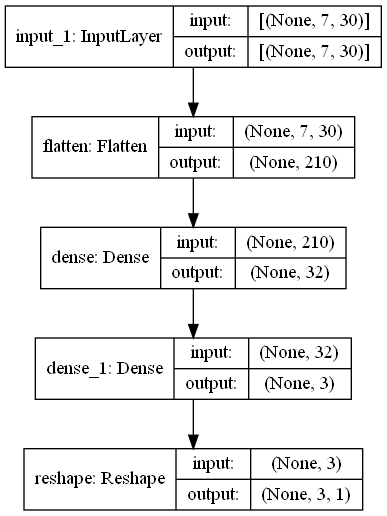 input_1: InputLayer
input: [(None, 7, 30)]
output: [(None, 7, 30)]
flatten: Flatten
input: (None, 7, 30)
output: (None, 210)
dense: Dense
input: (None, 210)
output: (None, 32)
dense_1: Dense
input: (None, 32)
output: (None, 3)
reshape: Reshape
input: (None, 3)
output: (None, 3, 1)